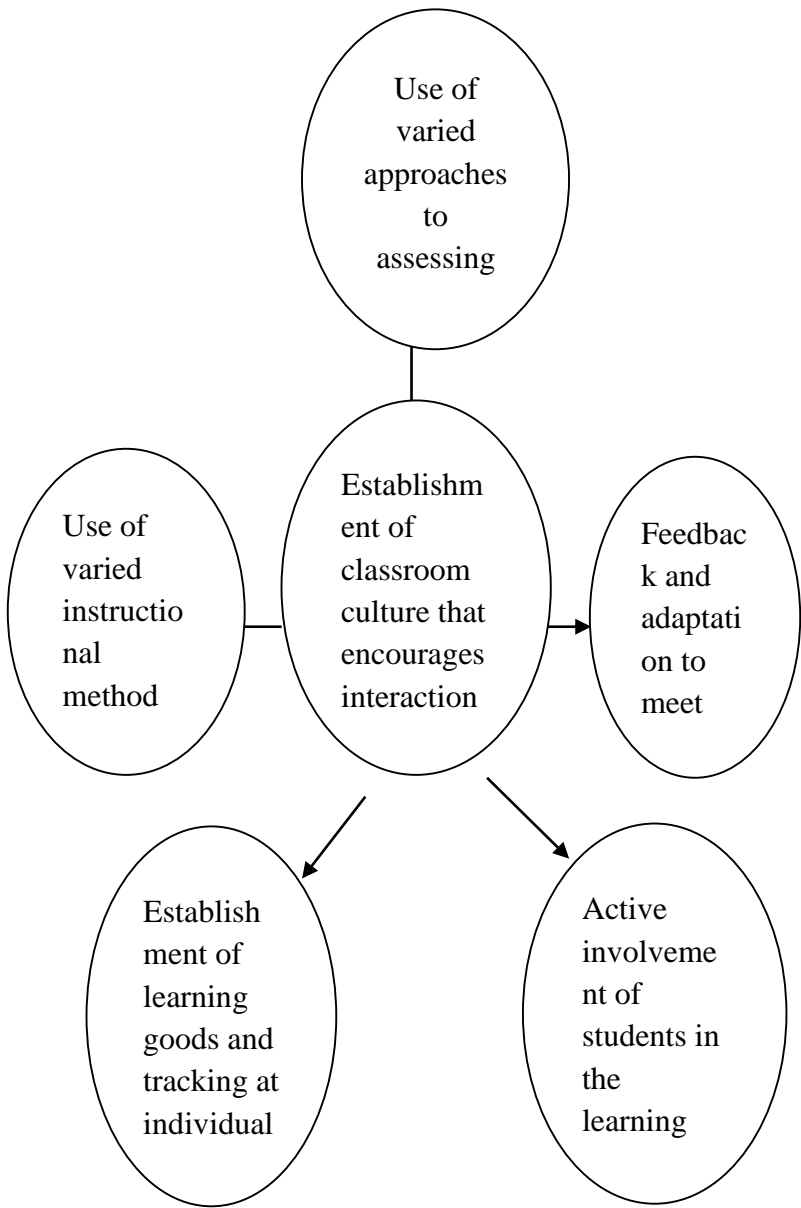 Use of
varied
approaches
to
assessing
Establishm
ent of
classroom
culture that
encourages
interaction
Use of
varied
instructio
nal
method
Feedbac
k and
adaptati
on to
meet
Establish
ment of
learning
goods and
tracking at
individual
Active
involveme
nt of
students in
the
learning